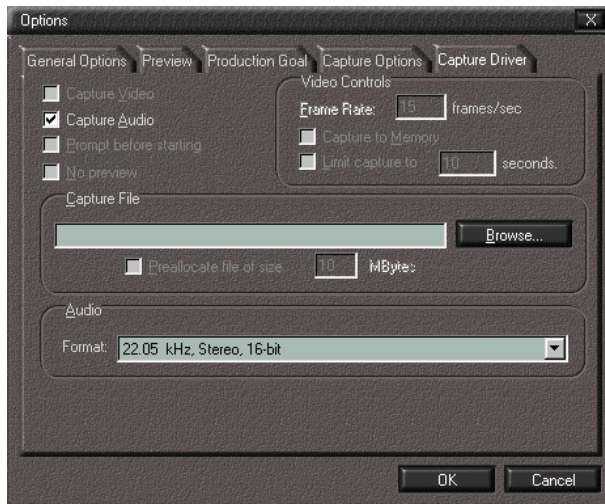 Options
X
General Options Preview Production Goal Capture Options Capture Driver
Capture Video
Capture Audio
Prompt before starting
No preview
Video Controls
Frame Rate: 15 frames/sec
Capture to Memory
Limit capture to 10 seconds.
Capture File
Browse...
Preallocate file of size 10 MBytes
Audio
Format: 22.05 kHz, Stereo, 16-bit
OK Cancel